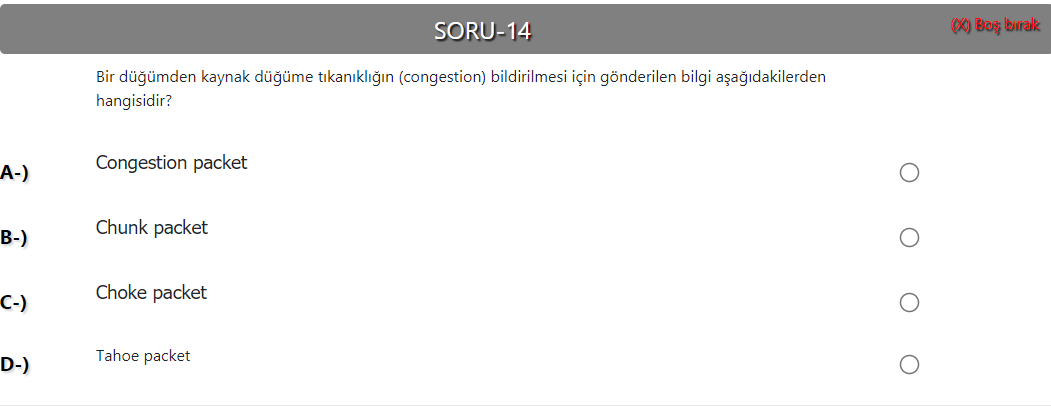 SORU-14
(X) Boş bırak
Bir düğümden kaynak düğüme tıkanıklığın (congestion) bildirilmesi için gönderilen bilgi aşağıdakilerden
hangisidir?
A-) Congestion packet
B-) Chunk packet
C-) Choke packet
D-) Tahoe packet